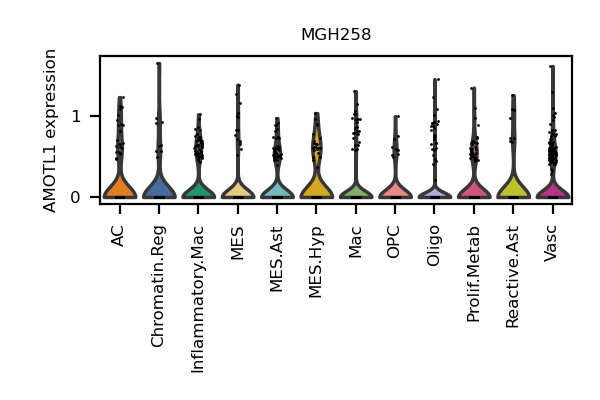 MGH258
AMOTL1 expression
1
0
AC
Chromatin.Reg
Inflammatory.Mac
MES
MES.Ast
MES.Hyp
Mac
OPC
Oligo
Prolif.Metab
Reactive.Ast
Vasc